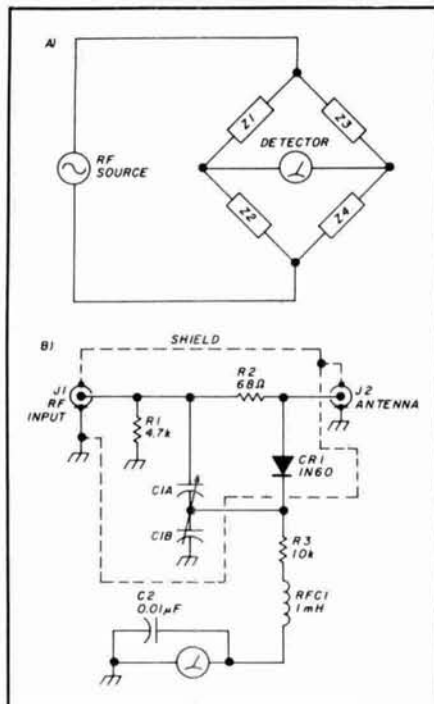 A)
Z1
Z3
DETECTOR
RF
SOURCE
Z2
Z4
B)
SHIELD
J1
RF
INPUT
R1
4.7k
R2
68Ω
J2
ANTENNA
C1A
CR1
1N60
C1B
R3
10k
RFC1
1mH
C2
0.01µF